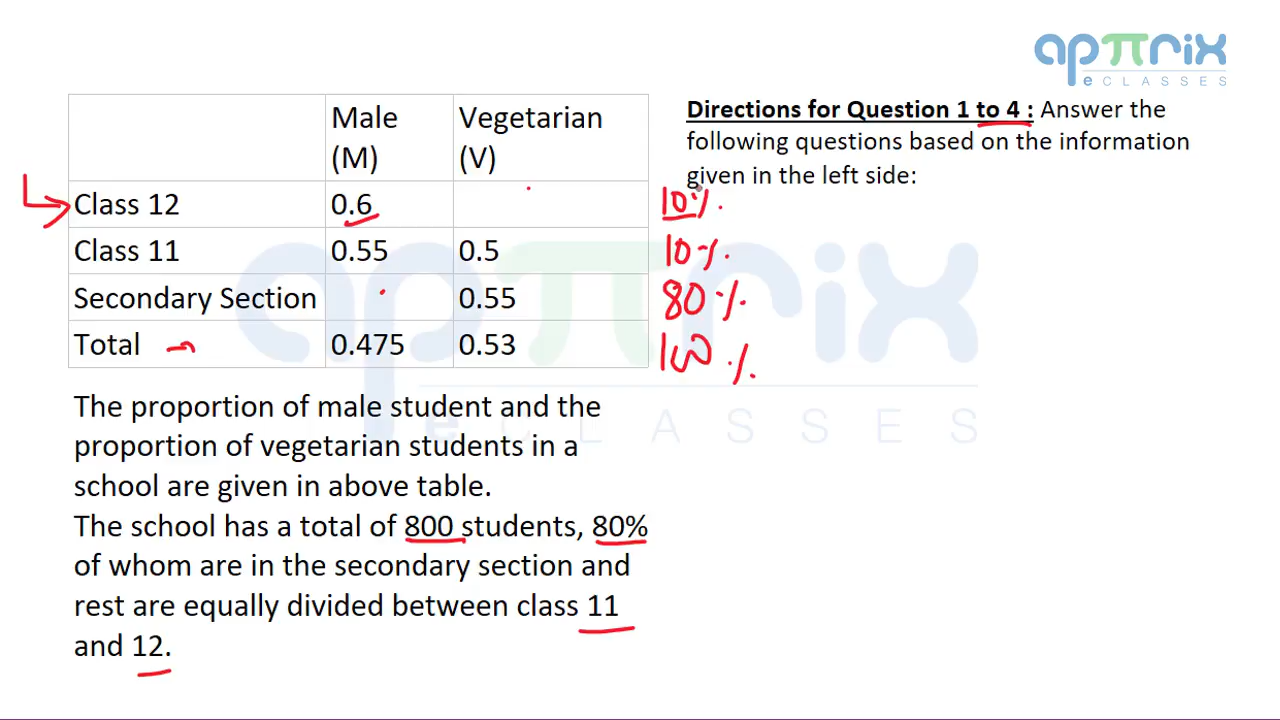 apπrix
eCLASSES
Directions for Question 1 to 4 : Answer the
following questions based on the information
given in the left side:
Male (M) Vegetarian (V)
Class 12 0.6 10%
Class 11 0.55 0.5 10%
Secondary Section 0.55 80%
Total 0.475 0.53 100%
The proportion of male student and the
proportion of vegetarian students in a
school are given in above table.
The school has a total of 800 students, 80%
of whom are in the secondary section and
rest are equally divided between class 11
and 12.
apπrix
eCLASSES